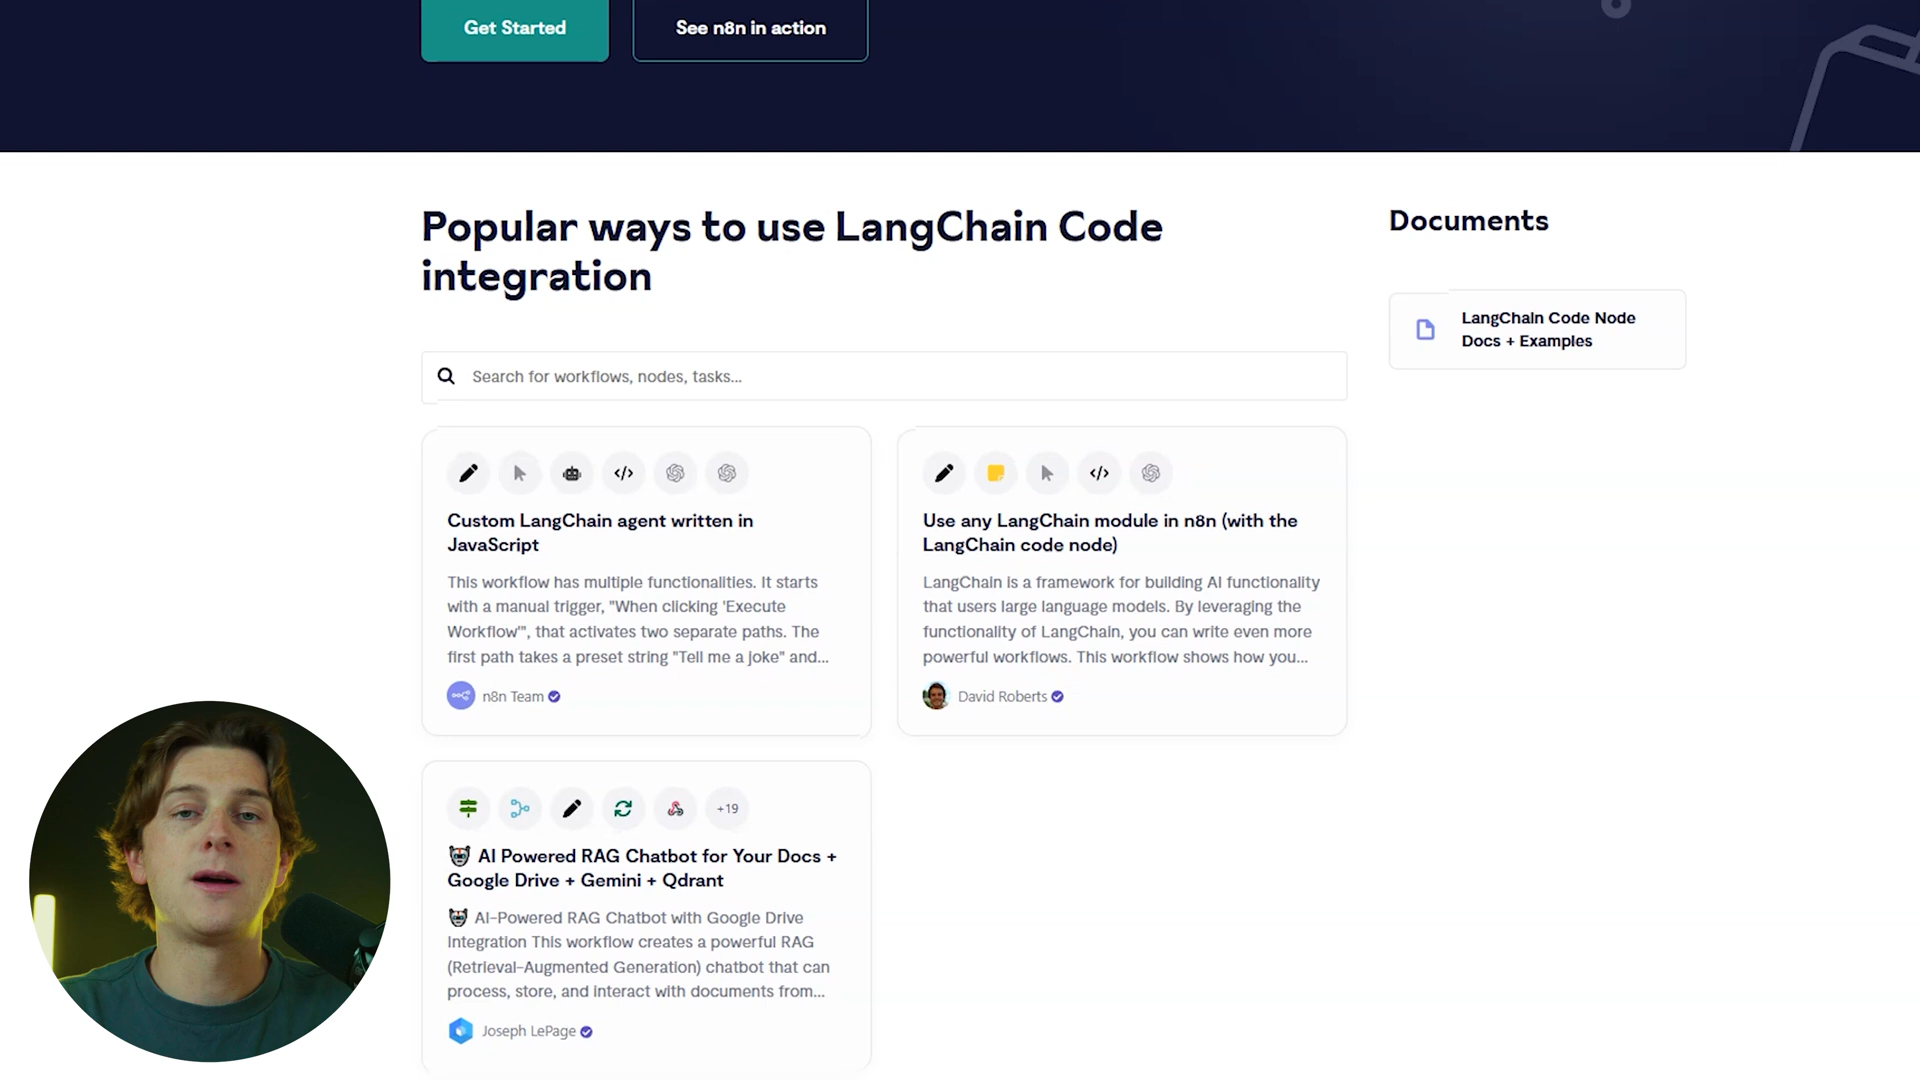 Get Started
See n8n in action
Popular ways to use LangChain Code
integration
Documents
LangChain Code Node
Docs + Examples
Search for workflows, nodes, tasks...
Custom LangChain agent written in
JavaScript
This workflow has multiple functionalities. It starts
with a manual trigger, "When clicking 'Execute
Workflow'", that activates two separate paths. The
first path takes a preset string "Tell me a joke" and...
n8n Team
Use any LangChain module in n8n (with the
LangChain code node)
LangChain is a framework for building AI functionality
that users large language models. By leveraging the
functionality of LangChain, you can write even more
powerful workflows. This workflow shows how you...
David Roberts
+19
AI Powered RAG Chatbot for Your Docs +
Google Drive + Gemini + Qdrant
AI-Powered RAG Chatbot with Google Drive
Integration This workflow creates a powerful RAG
(Retrieval-Augmented Generation) chatbot that can
process, store, and interact with documents from...
Joseph LePage